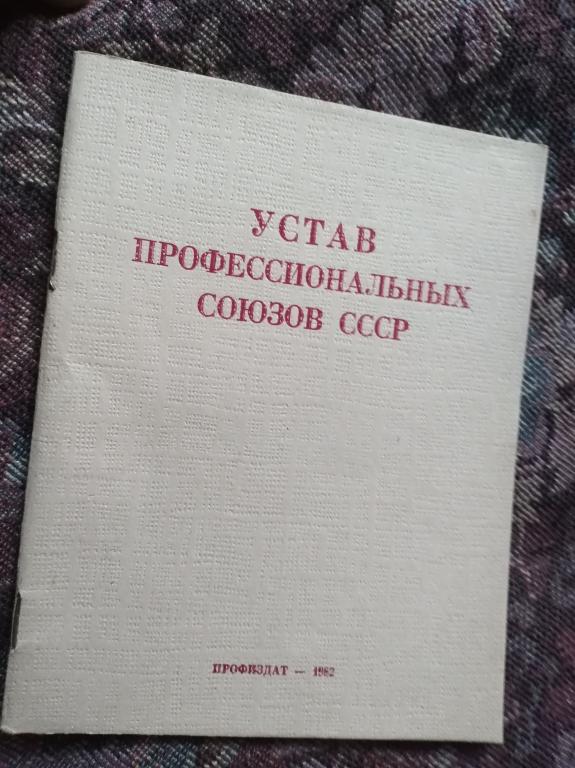 УСТАВ
ПРОФЕССИОНАЛЬНЫХ
СОЮЗОВ СССР
ПРОФИЗДАТ — 1982